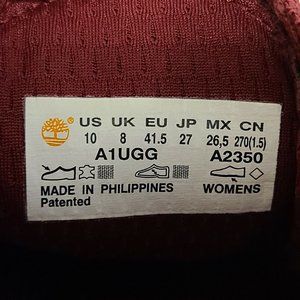 US UK EU JP MX CN
10 8 41.5 27 26,5 270(1.5)
A1UGG A2350
MADE IN PHILIPPINES WOMENS
Patented